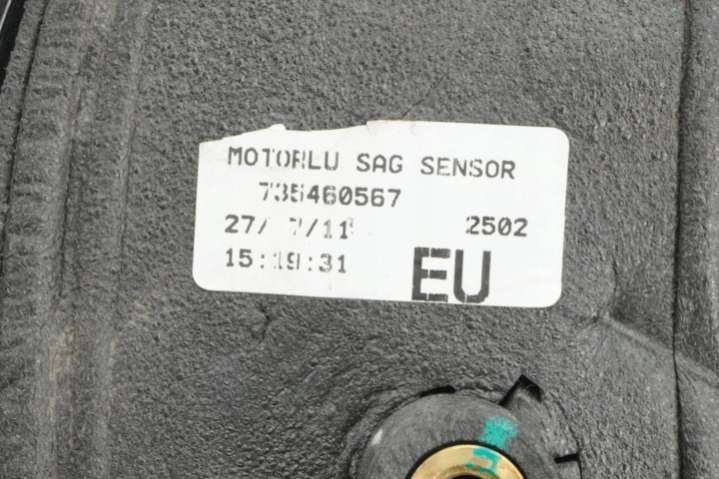 MOTORLU SAG SENSOR
735460567
27/ 7/11 2502
15:19:31 EU